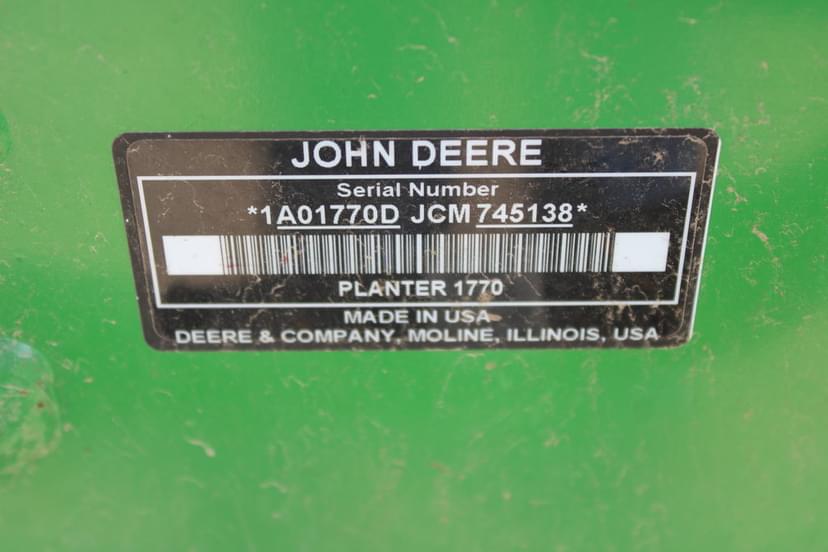 JOHN DEERE
Serial Number
*1A01770D JCM 745138*
PLANTER 1770
MADE IN USA
DEERE & COMPANY, MOLINE, ILLINOIS, USA